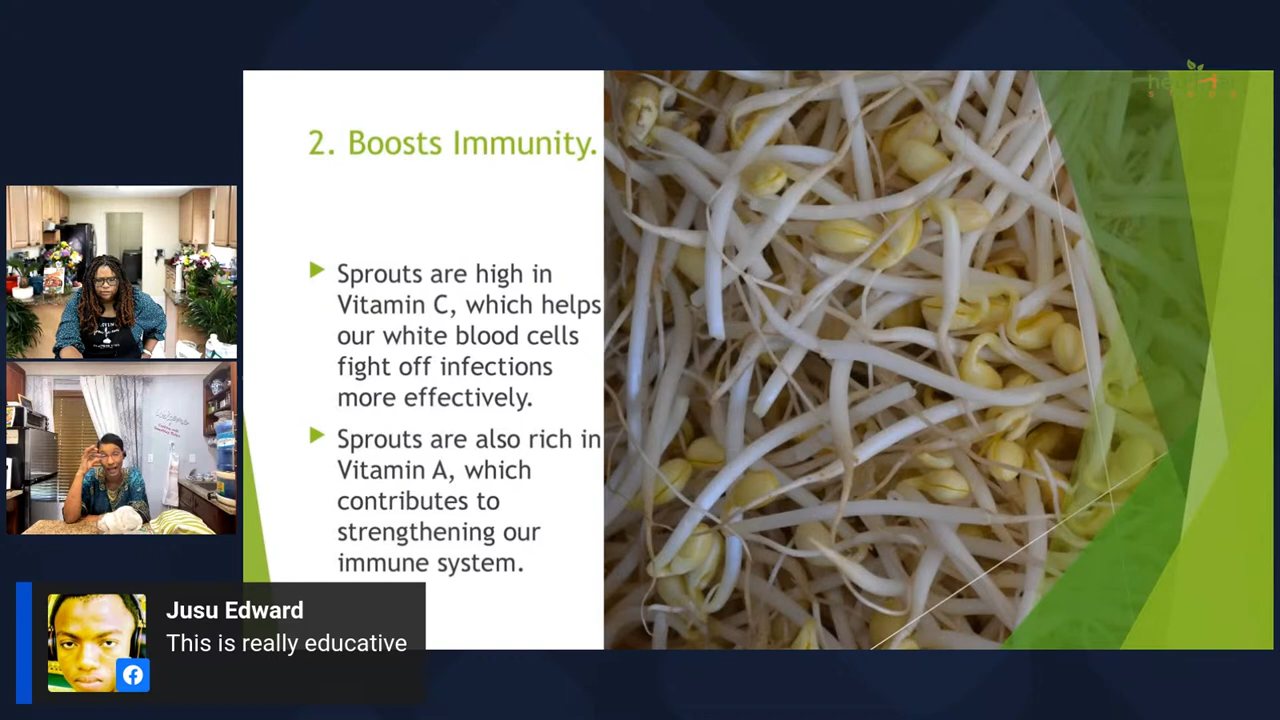 2. Boosts Immunity.
Sprouts are high in
Vitamin C, which helps
our white blood cells
fight off infections
more effectively.
Sprouts are also rich in
Vitamin A, which
contributes to
strengthening our
immune system.
Jusu Edward
This is really educative